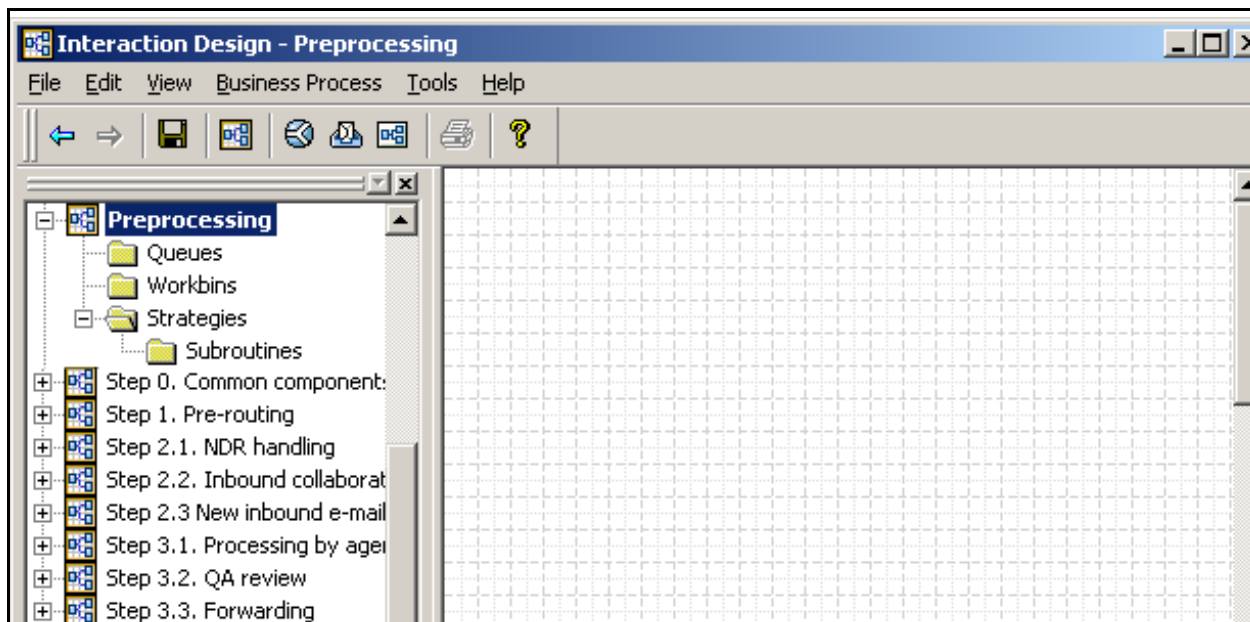 Interaction Design - Preprocessing
File Edit View Business Process Tools Help
Preprocessing
Queues
Workbins
Strategies
Subroutines
Step 0. Common component
Step 1. Pre-routing
Step 2.1. NDR handling
Step 2.2. Inbound collaborat
Step 2.3 New inbound e-mail
Step 3.1. Processing by age
Step 3.2. QA review
Step 3.3. Forwarding